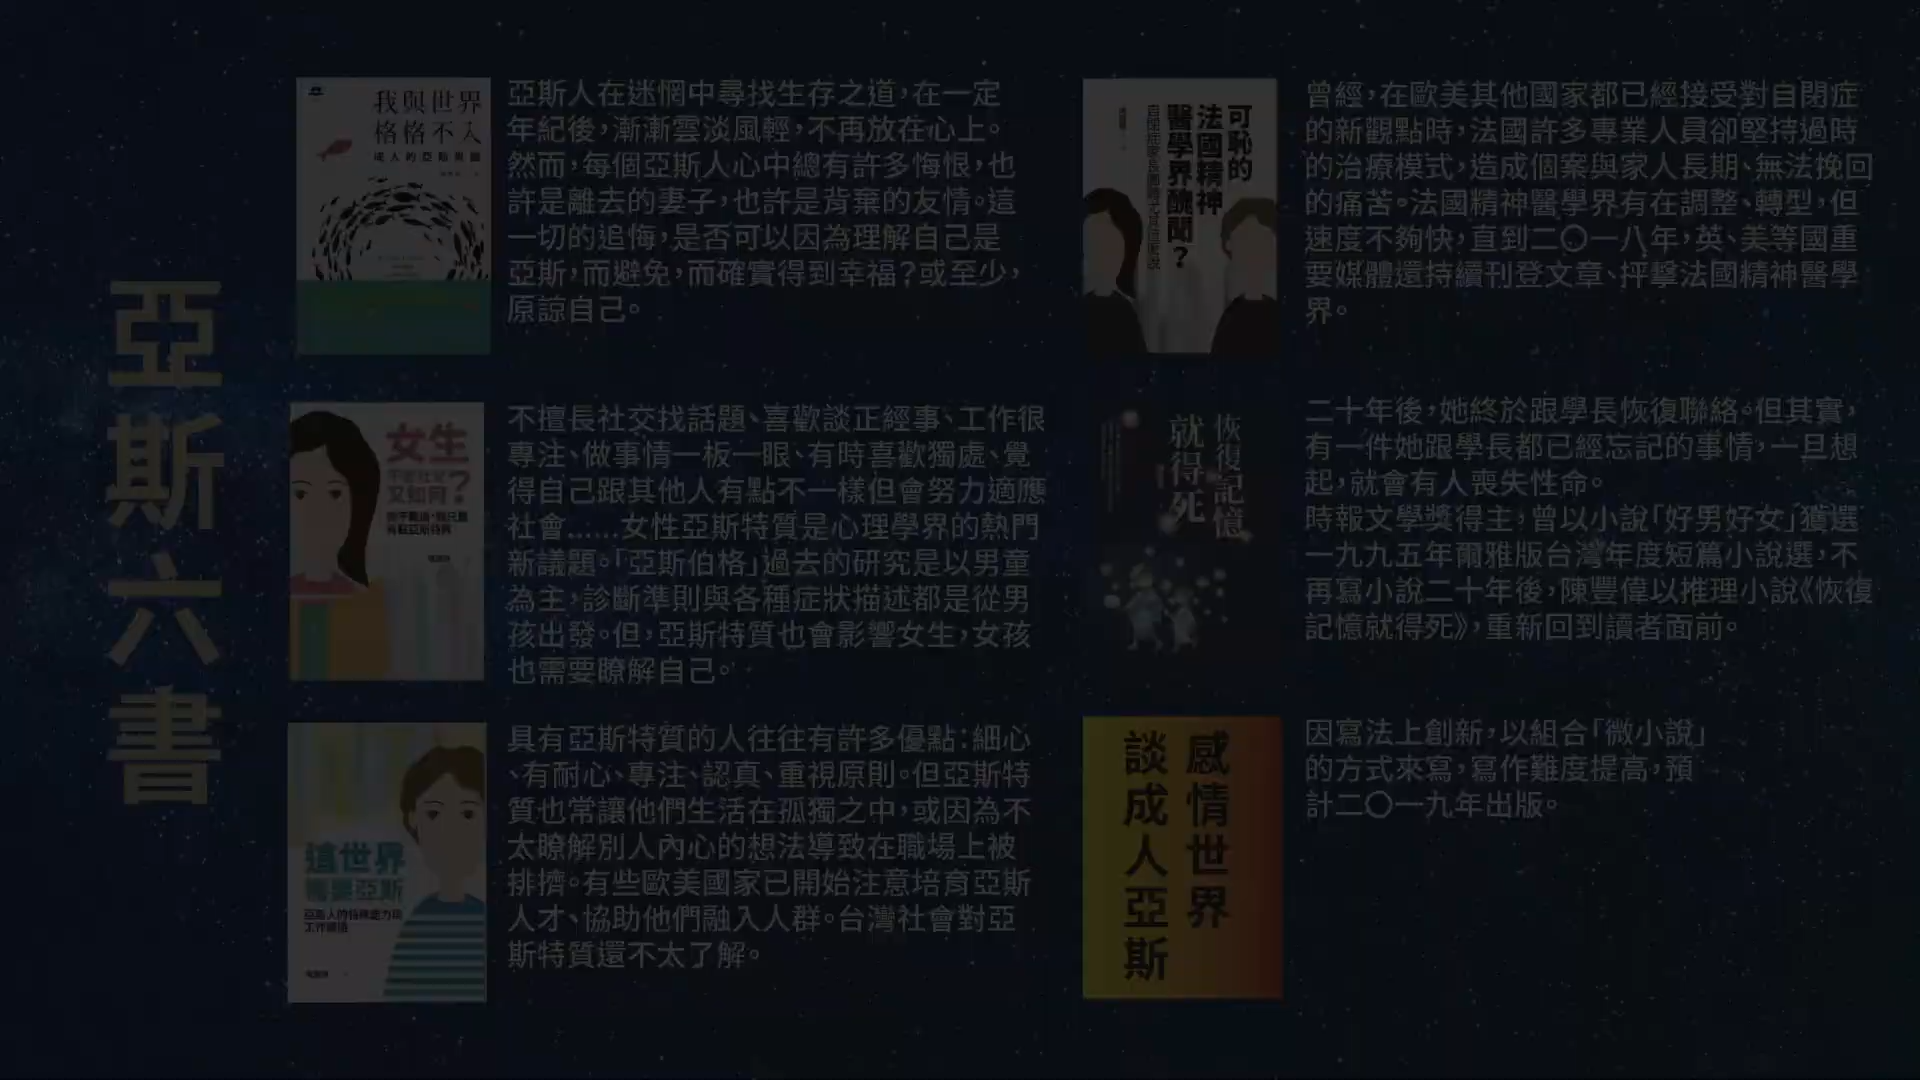 亞斯六書
我與世界
格格不入
成人的亞斯覺醒
亞斯人在迷惘中尋找生存之道，在一定
年紀後，漸漸雲淡風輕，不再放在心上。
然而，每個亞斯人心中總有許多悔恨，也
許是離去的妻子，也許是背棄的友情。這
一切的追悔，是否可以因為理解自己是
亞斯，而避免，而確實得到幸福？或至少，
原諒自己。
女生
不愛社交
又如何？
不擅長社交找話題、喜歡談正經事、工作很
專注、做事情一板一眼、有時喜歡獨處、覺
得自己跟其他人有點不一樣但會努力適應
社會……女性亞斯特質是心理學界的熱門
新議題。「亞斯伯格」過去的研究是以男童
為主，診斷準則與各種症狀描述都是從男
孩出發。但，亞斯特質也會影響女生，女孩
也需要瞭解自己。
這世界
需要亞斯
亞斯人的特殊能力與
工作績效
具有亞斯特質的人往往有許多優點：細心
、有耐心、專注、認真、重視原則。但亞斯特
質也常讓他們生活在孤獨之中，或因為不
太瞭解別人內心的想法導致在職場上被
排擠。有些歐美國家已開始注意培育亞斯
人才、協助他們融入人群。台灣社會對亞
斯特質還不太了解。
可恥的
法國精神
醫學界醜聞？
曾經，在歐美其他國家都已經接受對自閉症
的新觀點時，法國許多專業人員卻堅持過時
的治療模式，造成個案與家人長期、無法挽回
的痛苦。法國精神醫學界有在調整、轉型，但
速度不夠快，直到二〇一八年，英、美等國重
要媒體還持續刊登文章、抨擊法國精神醫學
界。
恢復記憶
就得死
二十年後，她終於跟學長恢復聯絡。但其實，
有一件她跟學長都已經忘記的事情，一旦想
起，就會有人喪失性命。
時報文學獎得主，曾以小說「好男好女」獲選
一九九五年爾雅版台灣年度短篇小說選，不
再寫小說二十年後，陳豐偉以推理小說《恢復
記憶就得死》，重新回到讀者面前。
感情世界
談成人亞斯
因寫法上創新，以組合「微小說」
的方式來寫，寫作難度提高，預
計二〇一九年出版。